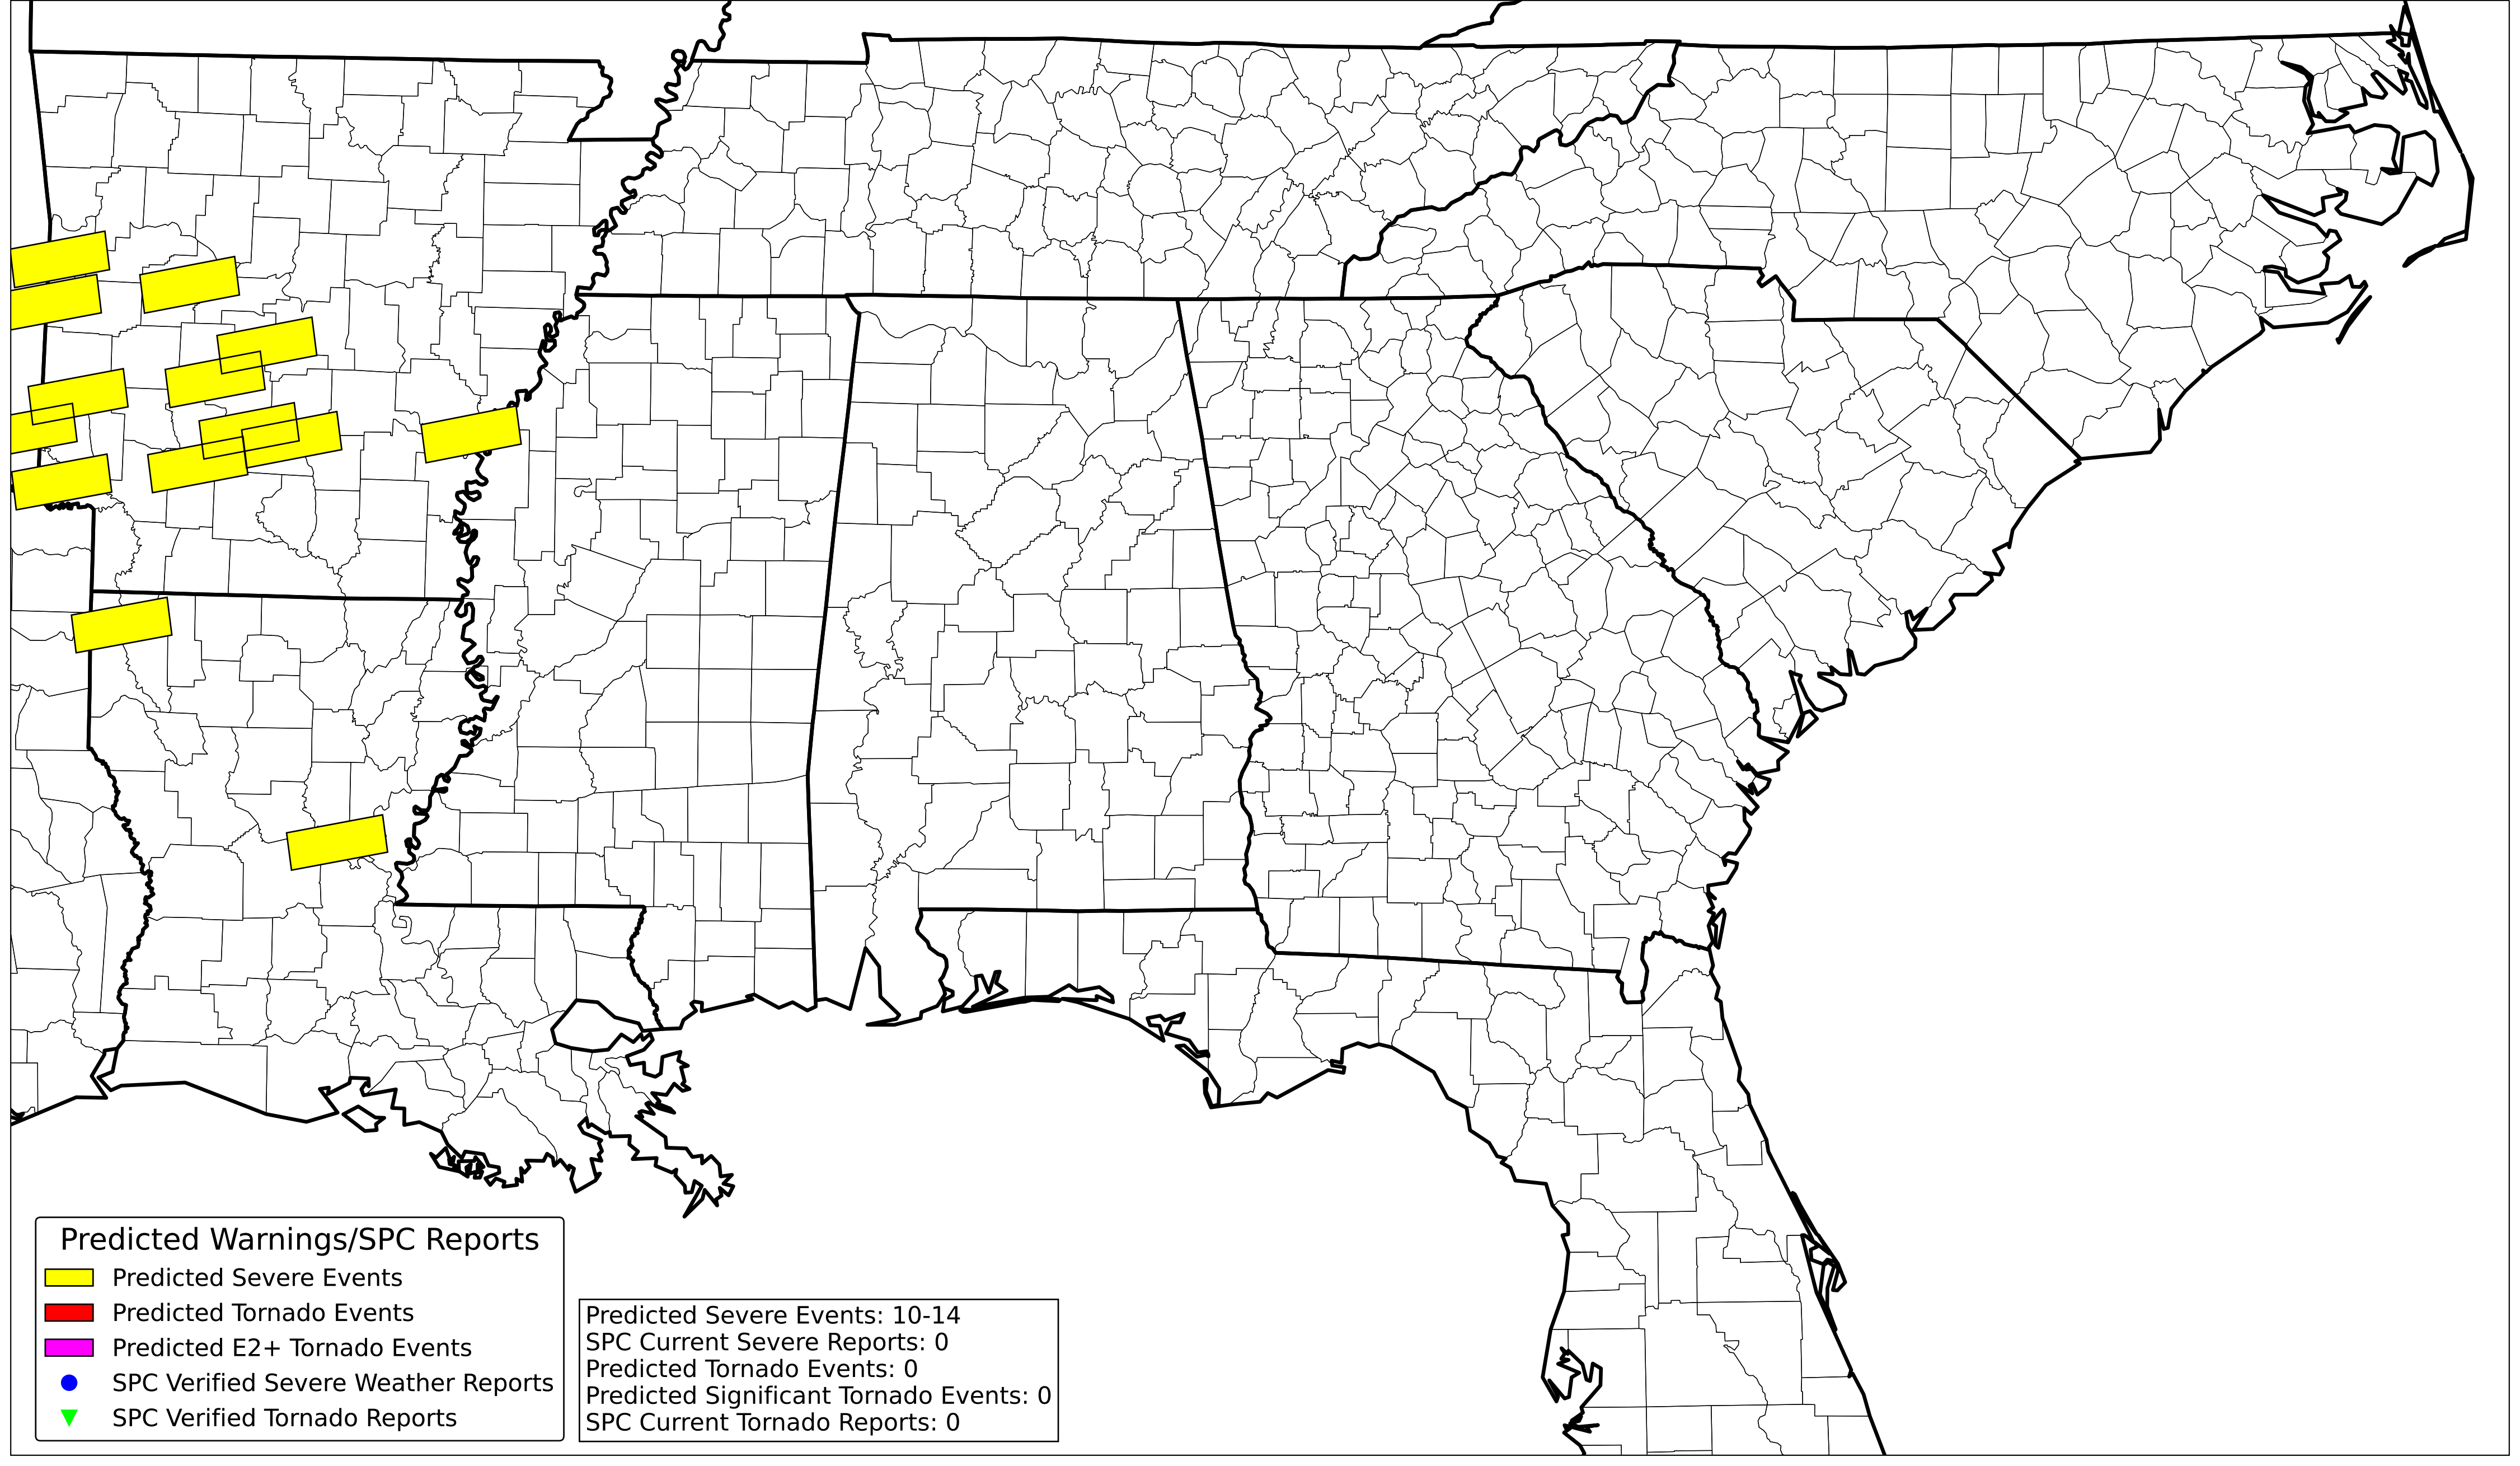 Predicted Warnings/SPC Reports
Predicted Severe Events
Predicted Tornado Events
Predicted E2+ Tornado Events
SPC Verified Severe Weather Reports
SPC Verified Tornado Reports
Predicted Severe Events: 10-14
SPC Current Severe Reports: 0
Predicted Tornado Events: 0
Predicted Significant Tornado Events: 0
SPC Current Tornado Reports: 0